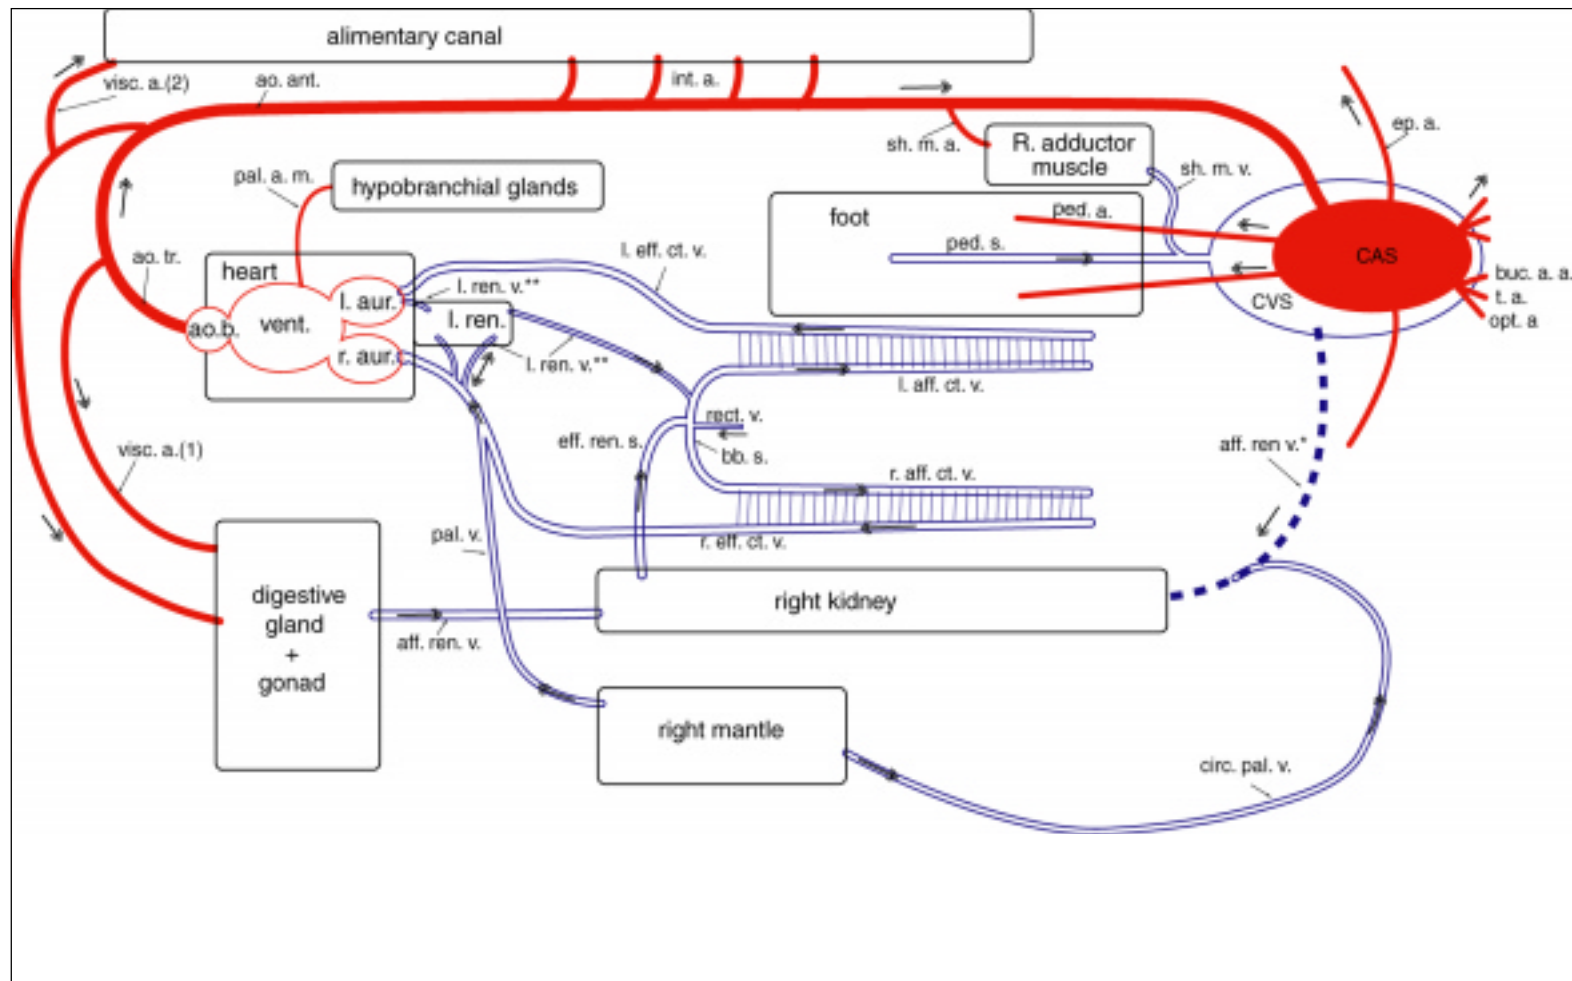 alimentary canal
visc. a.(2)
ao. ant.
int. a.
ep. a.
sh. m. a.
R. adductor
muscle
sh. m. v.
pal. a. m.
hypobranchial glands
foot
ped. a.
ped. s.
CAS
CVS
buc. a. a.
t. a.
opt. a
ao. tr.
heart
l. eff. ct. v.
l. ren. v.**
l. aur.
ao.b.
vent.
l. ren.
r. aur.
l. ren. v.**
l. aff. ct. v.
rect. v.
eff. ren. s.
bb. s.
aff. ren v.*
visc. a.(1)
r. aff. ct. v.
pal. v.
r. eff. ct. v.
digestive
gland
+
gonad
right kidney
aff. ren. v.
right mantle
circ. pal. v.